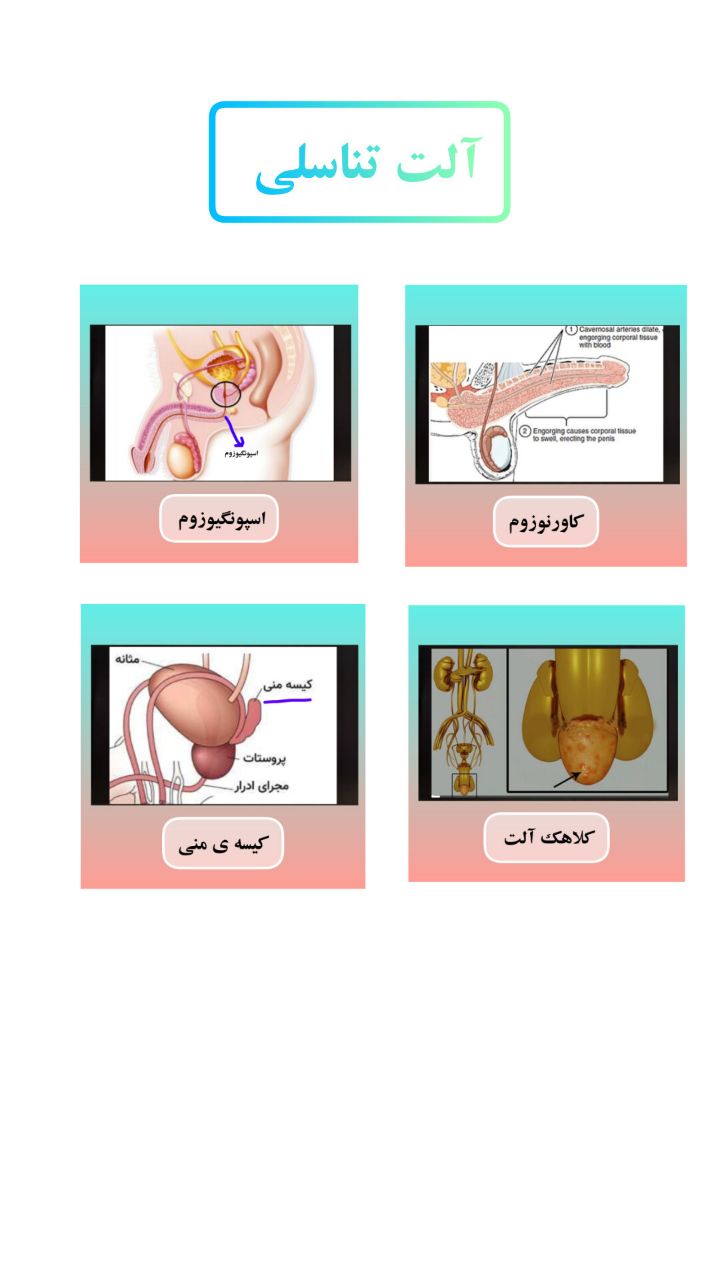 آلت تناسلی
1 Cavernosal arteries dilate,
engorging corporal tissue
with blood
2 Engorging causes corporal tissue
to swell, erecting the penis
کاورنوزوم
اسپونگیوزوم
اسپونگیوزوم
مثانه
کیسه منی
پروستات
مجرای ادرار
کلاهک آلت
کیسه ی منی